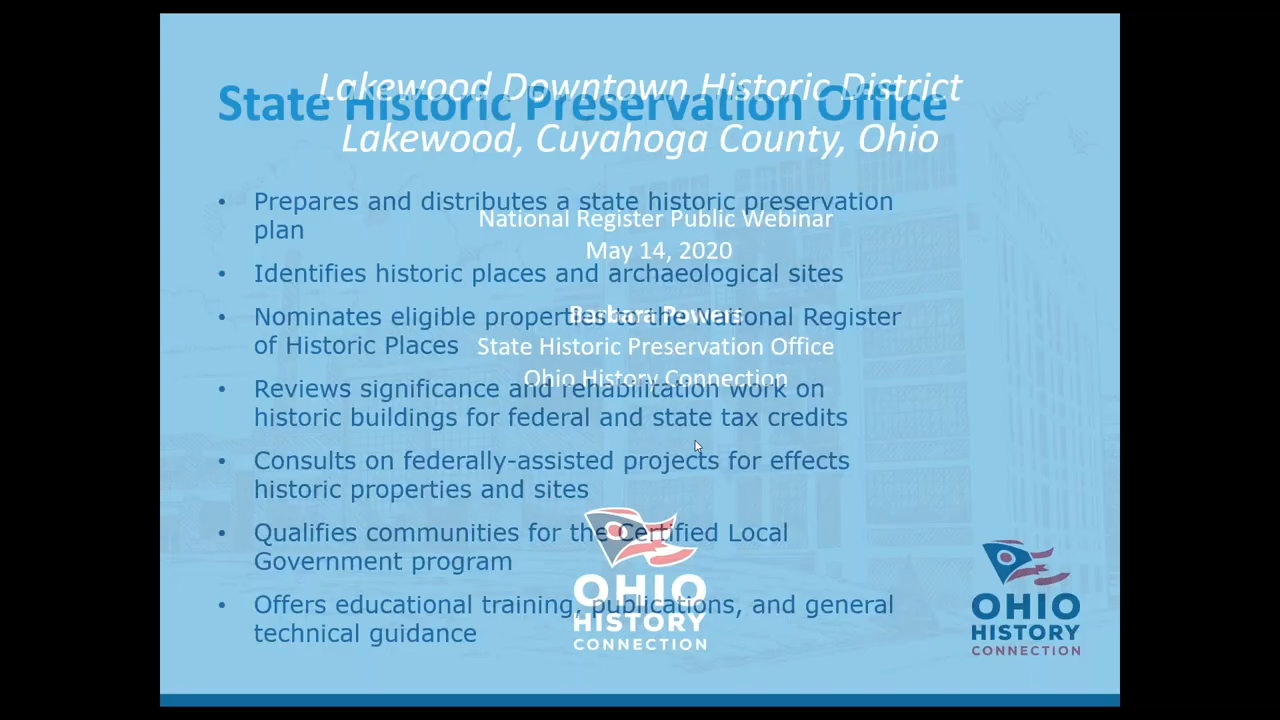 Lakewood Downtown Historic District
State Historic Preservation Office
Lakewood, Cuyahoga County, Ohio
• Prepares and distributes a state historic preservation
plan
National Register Public Webinar
May 14, 2020
• Identifies historic places and archaeological sites
Barbara Powers
• Nominates eligible properties to the National Register
of Historic Places
State Historic Preservation Office
Ohio History Connection
• Reviews significance and rehabilitation work on
historic buildings for federal and state tax credits
• Consults on federally-assisted projects for effects
historic properties and sites
• Qualifies communities for the Certified Local
Government program
• Offers educational training, publications, and general
technical guidance
OHIO
HISTORY
CONNECTION
OHIO
HISTORY
CONNECTION